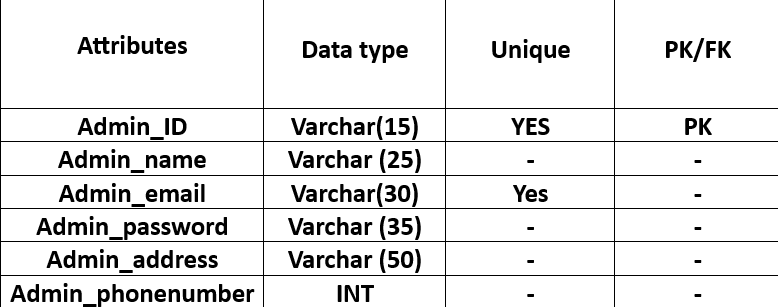 Attributes Data type Unique PK/FK
Admin_ID Varchar(15) YES PK
Admin_name Varchar (25) - -
Admin_email Varchar(30) Yes -
Admin_password Varchar (35) - -
Admin_address Varchar (50) - -
Admin_phonenumber INT - -